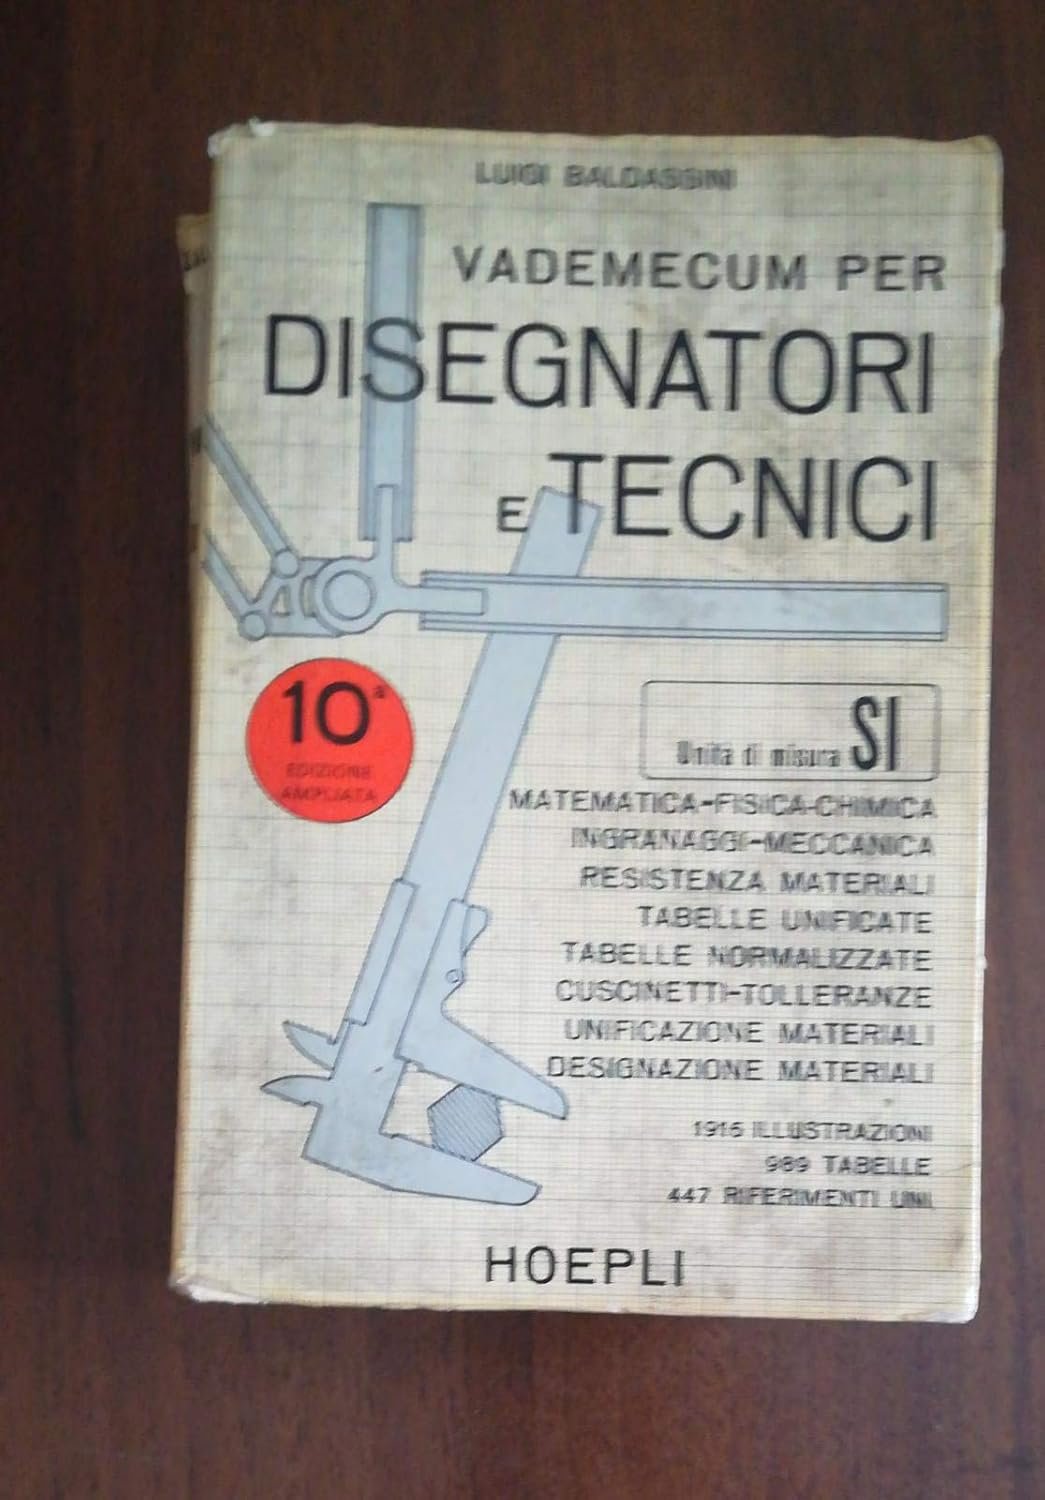 LUIGI BALDASSINI
VADEMECUM PER
DISEGNATORI
E TECNICI
10ª
EDIZIONE
AMPLIATA
Unità di misura SI
MATEMATICA-FISICA-CHIMICA
INGRANAGGI-MECCANICA
RESISTENZA MATERIALI
TABELLE UNIFICATE
TABELLE NORMALIZZATE
CUSCINETTI-TOLLERANZE
UNIFICAZIONE MATERIALI
DESIGNAZIONE MATERIALI
ILLUSTRAZIONI
989 TABELLE
447 RIFERIMENTI UNI
HOEPLI